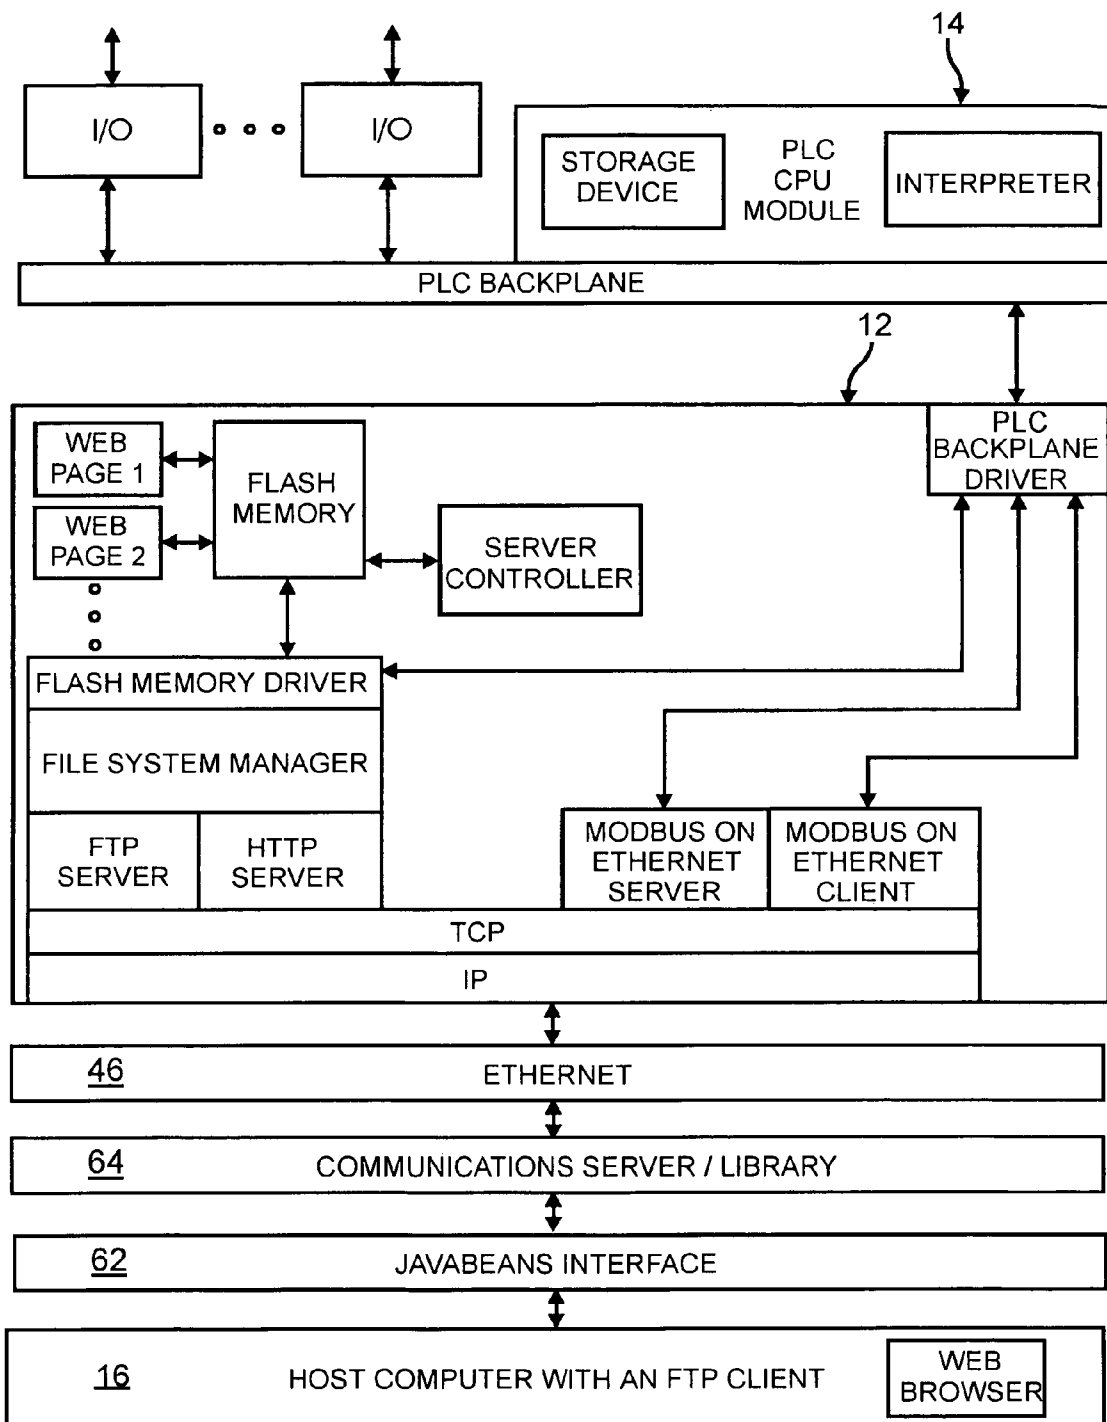 14
I/O
I/O
STORAGE
DEVICE
PLC
CPU
MODULE
INTERPRETER
PLC BACKPLANE
12
WEB
PAGE 1
FLASH
MEMORY
PLC
BACKPLANE
DRIVER
WEB
PAGE 2
SERVER
CONTROLLER
FLASH MEMORY DRIVER
FILE SYSTEM MANAGER
FTP
SERVER
HTTP
SERVER
MODBUS ON
ETHERNET
SERVER
MODBUS ON
ETHERNET
CLIENT
TCP
IP
46
ETHERNET
64
COMMUNICATIONS SERVER / LIBRARY
62
JAVABEANS INTERFACE
16
HOST COMPUTER WITH AN FTP CLIENT
WEB
BROWSER